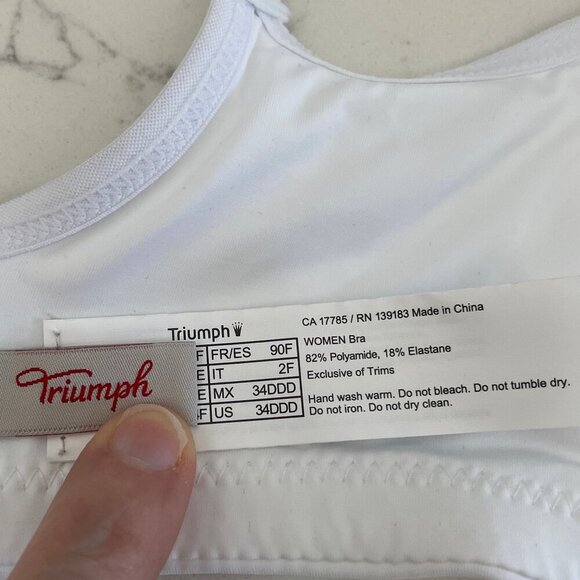 Triumph
Triumph
F FR/ES 90F
E IT 2F
E MX 34DDD
F US 34DDD
CA 17785 / RN 139183 Made in China
WOMEN Bra
82% Polyamide, 18% Elastane
Exclusive of Trims
Hand wash warm. Do not bleach. Do not tumble dry.
Do not iron. Do not dry clean.